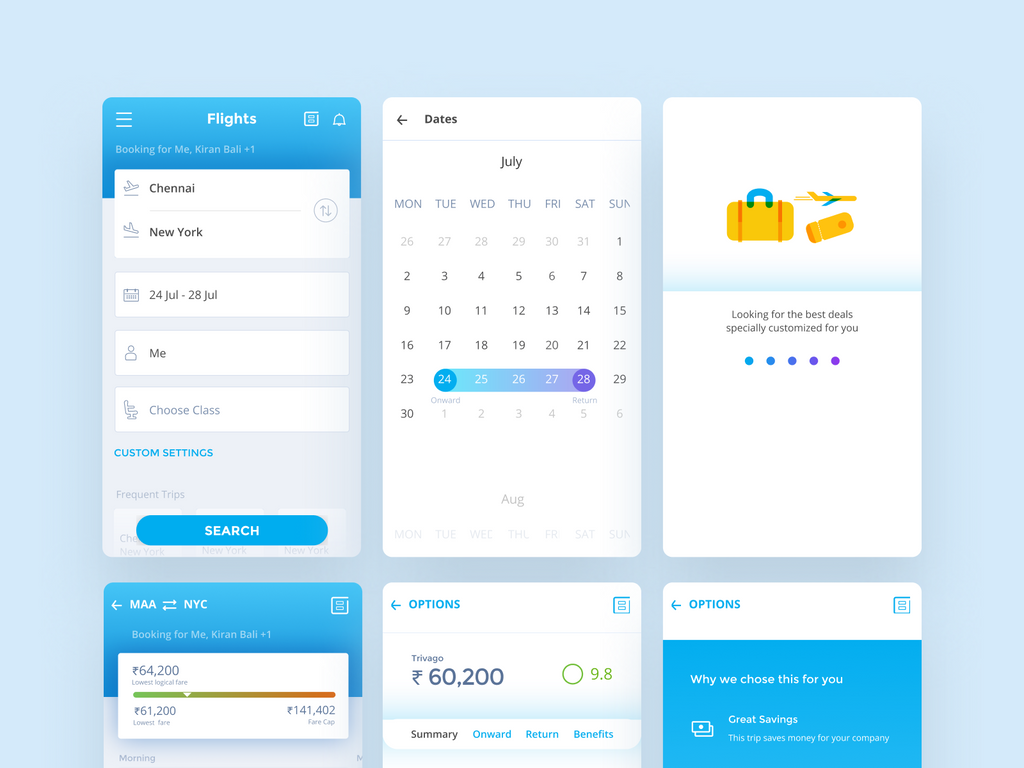 Flights
Booking for Me, Kiran Bali +1
Chennai
New York
24 Jul - 28 Jul
Me
Choose Class
CUSTOM SETTINGS
Frequent Trips
SEARCH
New York New York New York
Dates
July
MON TUE WED THU FRI SAT SUN
26 27 28 29 30 31 1
2 3 4 5 6 7 8
9 10 11 12 13 14 15
16 17 18 19 20 21 22
23 24 25 26 27 28 29
Onward Return
30 1 2 3 4 5 6
Aug
MON TUE WED THU FRI SAT SUN
Looking for the best deals
specially customized for you
MAA NYC
Booking for Me, Kiran Bali +1
₹64,200
Lowest logical fare
₹61,200 ₹141,402
Lowest fare Fare Cap
Morning
OPTIONS
Trivago
₹ 60,200
9.8
Summary Onward Return Benefits
OPTIONS
Why we chose this for you
Great Savings
This trip saves money for your company